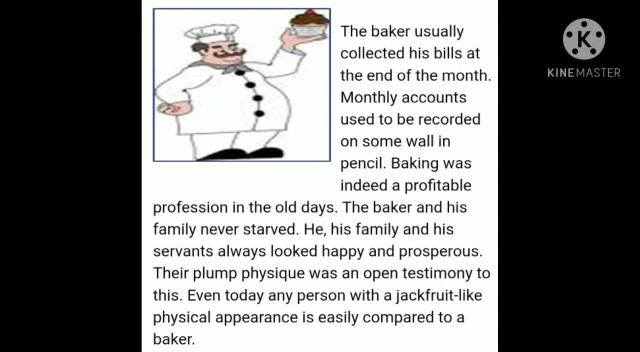 The baker usually
collected his bills at
the end of the month.
Monthly accounts
used to be recorded
on some wall in
pencil. Baking was
indeed a profitable
profession in the old days. The baker and his
family never starved. He, his family and his
servants always looked happy and prosperous.
Their plump physique was an open testimony to
this. Even today any person with a jackfruit-like
physical appearance is easily compared to a
baker.
K
KINEMASTER